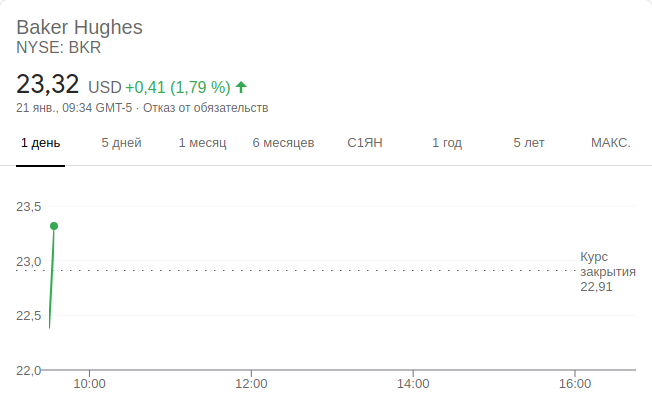 Baker Hughes
NYSE: BKR
23,32 USD +0,41 (1,79 %)
21 янв., 09:34 GMT-5 · Отказ от обязательств
1 день 5 дней 1 месяц 6 месяцев С1ЯН 1 год 5 лет МАКС.
23,5
23,0
Курс
закрытия
22,91
22,5
22,0
10:00 12:00 14:00 16:00